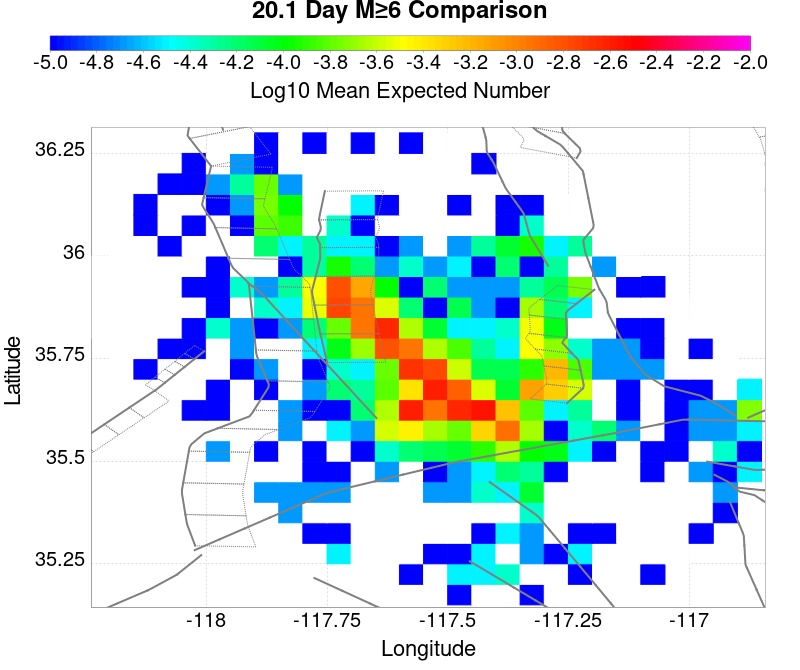 20.1 Day M≥6 Comparison
-5.0 -4.8 -4.6 -4.4 -4.2 -4.0 -3.8 -3.6 -3.4 -3.2 -3.0 -2.8 -2.6 -2.4 -2.2 -2.0
Log10 Mean Expected Number
36.25
36
35.75
35.5
35.25
Latitude
-118 -117.75 -117.5 -117.25 -117
Longitude